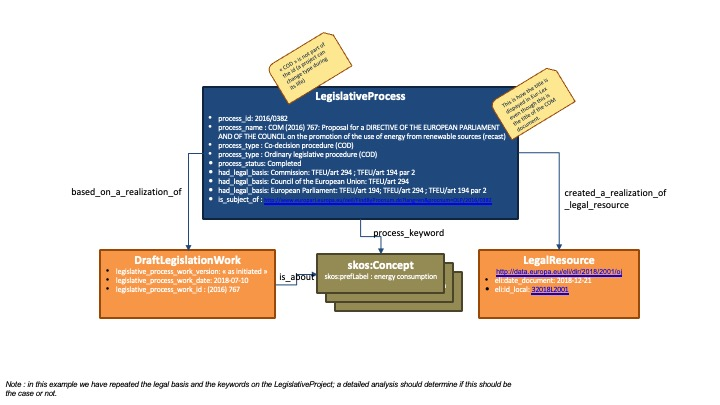 « COD » is not part of
the id (a project can
change type during
its life)
This is how the title is
displayed in Eur-Lex
even though this is
the title of the COM
document.
LegislativeProcess
• process_id: 2016/0382
• process_name : COM (2016) 767: Proposal for a DIRECTIVE OF THE EUROPEAN PARLIAMENT
AND OF THE COUNCIL on the promotion of the use of energy from renewable sources (recast)
• process_type : Co-decision procedure (COD)
• process_type : Ordinary legislative procedure (COD)
• process_status: Completed
• had_legal_basis: Commission: TFEU/art 294 ; TFEU/art 194 par 2
• had_legal_basis: Council of the European Union: TFEU/art 294
• had_legal_basis: European Parliament: TFEU/art 194; TFEU/art 294 ; TFEU/art 194 par 2
• is_subject_of :
based_on_a_realization_of
created_a_realization_of
_legal_resource
process_keyword
DraftLegislationWork
• legislative_process_work_version: « as initiated »
• legislative_process_work_date: 2018-07-10
• legislative_process_work_id : (2016) 767
is_about
skos:Concept
skos:prefLabel : energy consumption
LegalResource
http://data.europa.eu/eli/dir/2018/2001/oj
• eli:date_document: 2018-12-21
• eli:id_local: 32018L2001
Note : in this example we have repeated the legal basis and the keywords on the LegislativeProject; a detailed analysis should determine if this should be
the case or not.